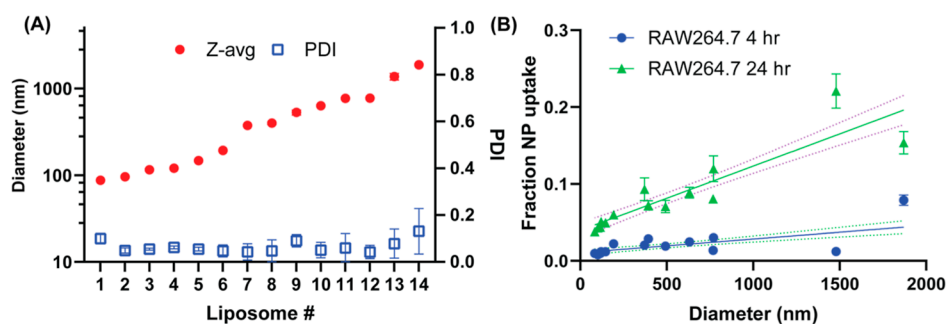 (A)
Z-avg
PDI
Diameter (nm)
1000
100
10
1.0
0.8
0.6
0.4
0.2
0.0
PDI
1 2 3 4 5 6 7 8 9 10 11 12 13 14
Liposome #
(B)
RAW264.7 4 hr
RAW264.7 24 hr
Fraction NP uptake
0.3
0.2
0.1
0.0
0 500 1000 1500 2000
Diameter (nm)